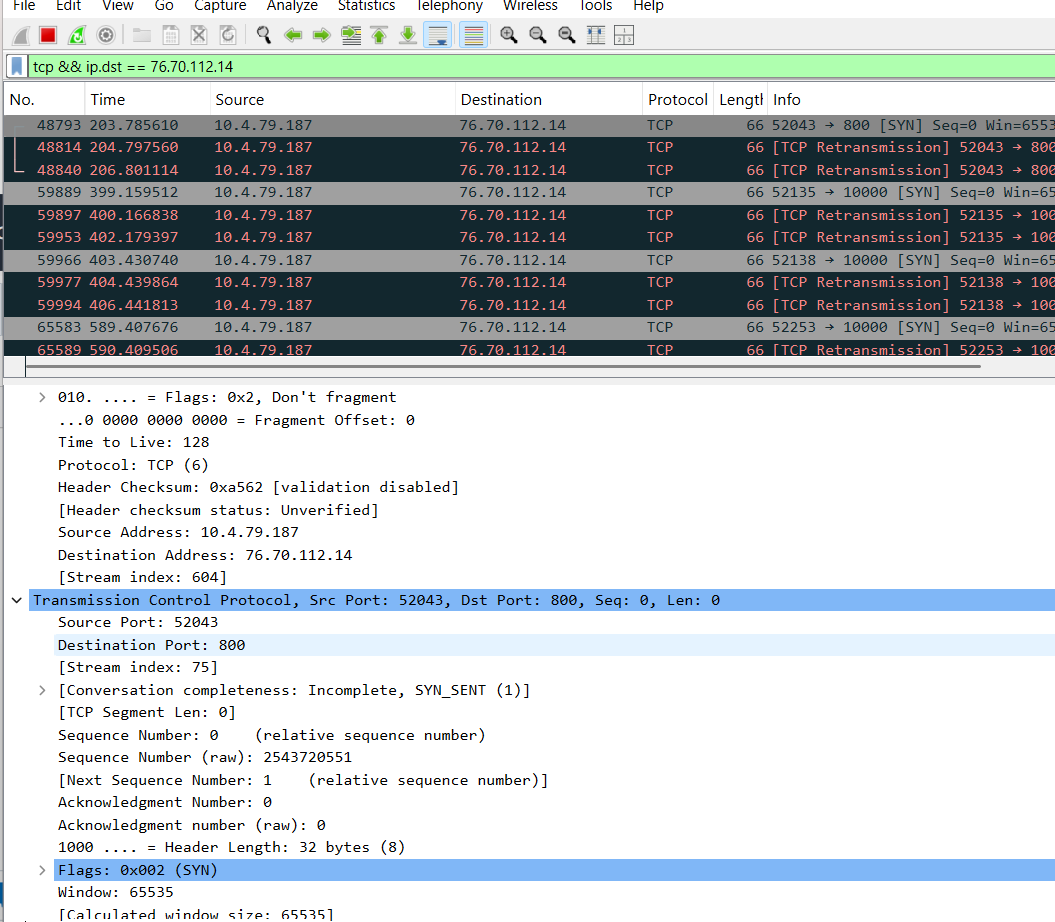 File Edit View Go Capture Analyze Statistics Telephony Wireless Tools Help
tcp && ip.dst == 76.70.112.14
No. Time Source Destination Protocol Length Info
48793 203.785610 10.4.79.187 76.70.112.14 TCP 66 52043 → 800 [SYN] Seq=0 Win=6553
48814 204.797560 10.4.79.187 76.70.112.14 TCP 66 [TCP Retransmission] 52043 → 800
48840 206.801114 10.4.79.187 76.70.112.14 TCP 66 [TCP Retransmission] 52043 → 800
59889 399.159512 10.4.79.187 76.70.112.14 TCP 66 52135 → 10000 [SYN] Seq=0 Win=65
59897 400.166838 10.4.79.187 76.70.112.14 TCP 66 [TCP Retransmission] 52135 → 100
59953 402.179397 10.4.79.187 76.70.112.14 TCP 66 [TCP Retransmission] 52135 → 100
59966 403.430740 10.4.79.187 76.70.112.14 TCP 66 52138 → 10000 [SYN] Seq=0 Win=65
59977 404.439864 10.4.79.187 76.70.112.14 TCP 66 [TCP Retransmission] 52138 → 100
59994 406.441813 10.4.79.187 76.70.112.14 TCP 66 [TCP Retransmission] 52138 → 100
65583 589.407676 10.4.79.187 76.70.112.14 TCP 66 52253 → 10000 [SYN] Seq=0 Win=65
65589 590.409506 10.4.79.187 76.70.112.14 TCP 66 [TCP Retransmission] 52253 → 100
010. .... = Flags: 0x2, Don't fragment
...0 0000 0000 0000 = Fragment Offset: 0
Time to Live: 128
Protocol: TCP (6)
Header Checksum: 0xa562 [validation disabled]
[Header checksum status: Unverified]
Source Address: 10.4.79.187
Destination Address: 76.70.112.14
[Stream index: 604]
Transmission Control Protocol, Src Port: 52043, Dst Port: 800, Seq: 0, Len: 0
Source Port: 52043
Destination Port: 800
[Stream index: 75]
[Conversation completeness: Incomplete, SYN_SENT (1)]
[TCP Segment Len: 0]
Sequence Number: 0 (relative sequence number)
Sequence Number (raw): 2543720551
[Next Sequence Number: 1 (relative sequence number)]
Acknowledgment Number: 0
Acknowledgment number (raw): 0
1000 .... = Header Length: 32 bytes (8)
Flags: 0x002 (SYN)
Window: 65535
[Calculated window size: 65535]